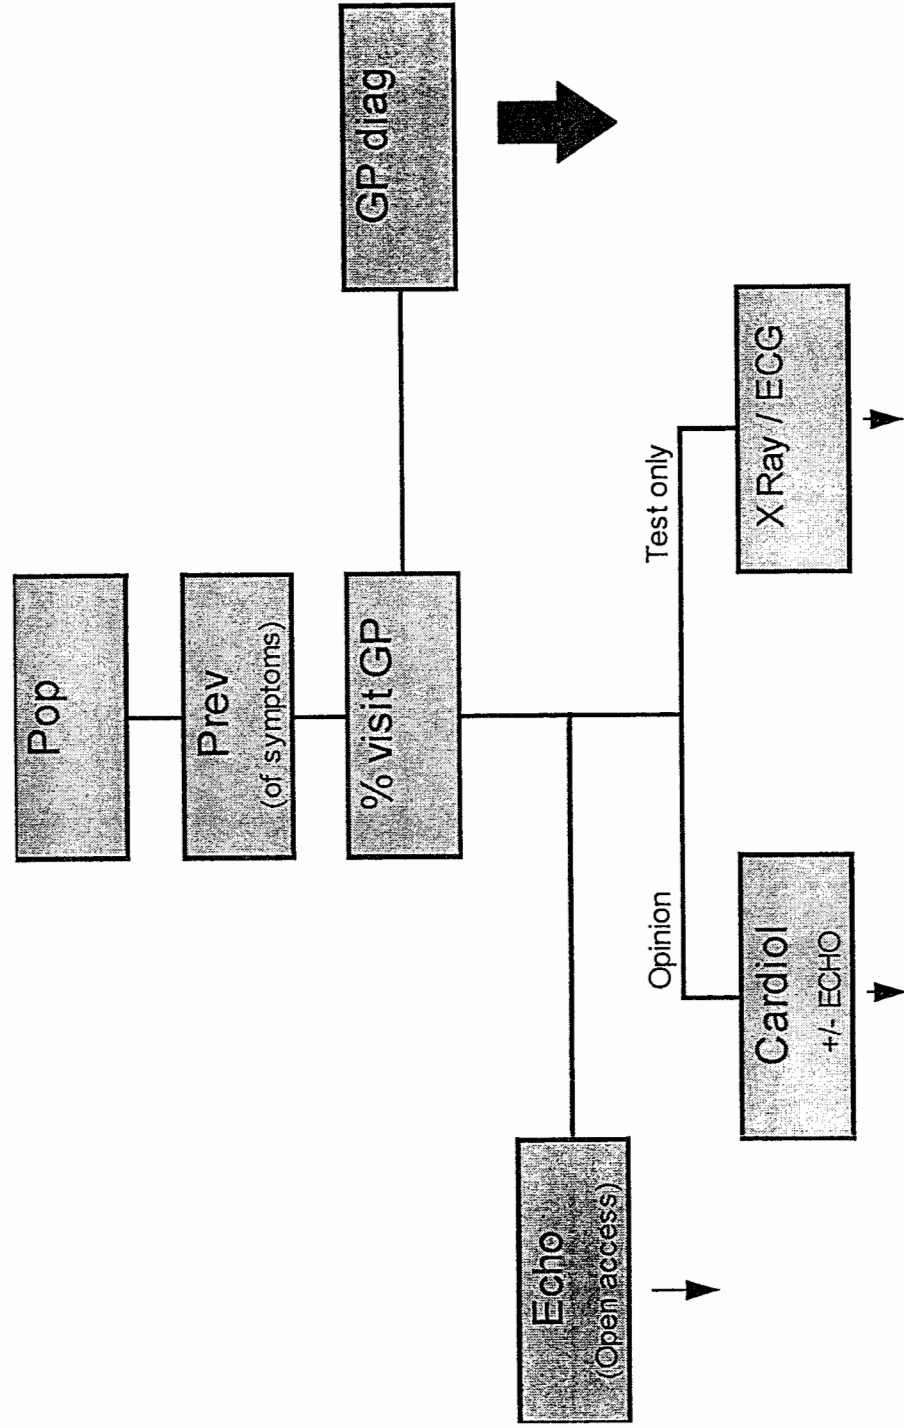 Pop
Prev
(of symptoms)
% visit GP
GP diag
Echo
(Open access)
Opinion
Test only
Cardiol
+/- ECHO
X Ray / ECG